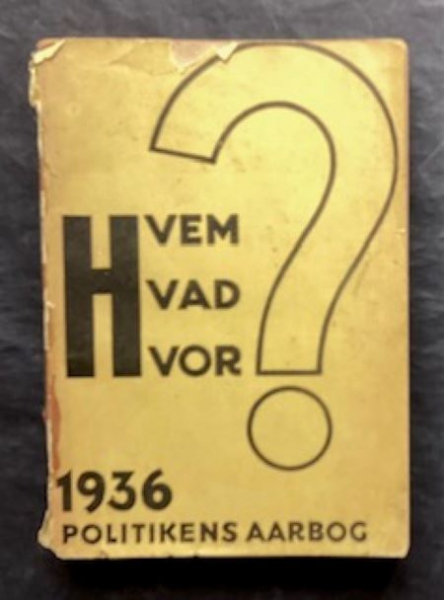 HVEM
HVAD
HVOR
?
1936
POLITIKENS AARBOG